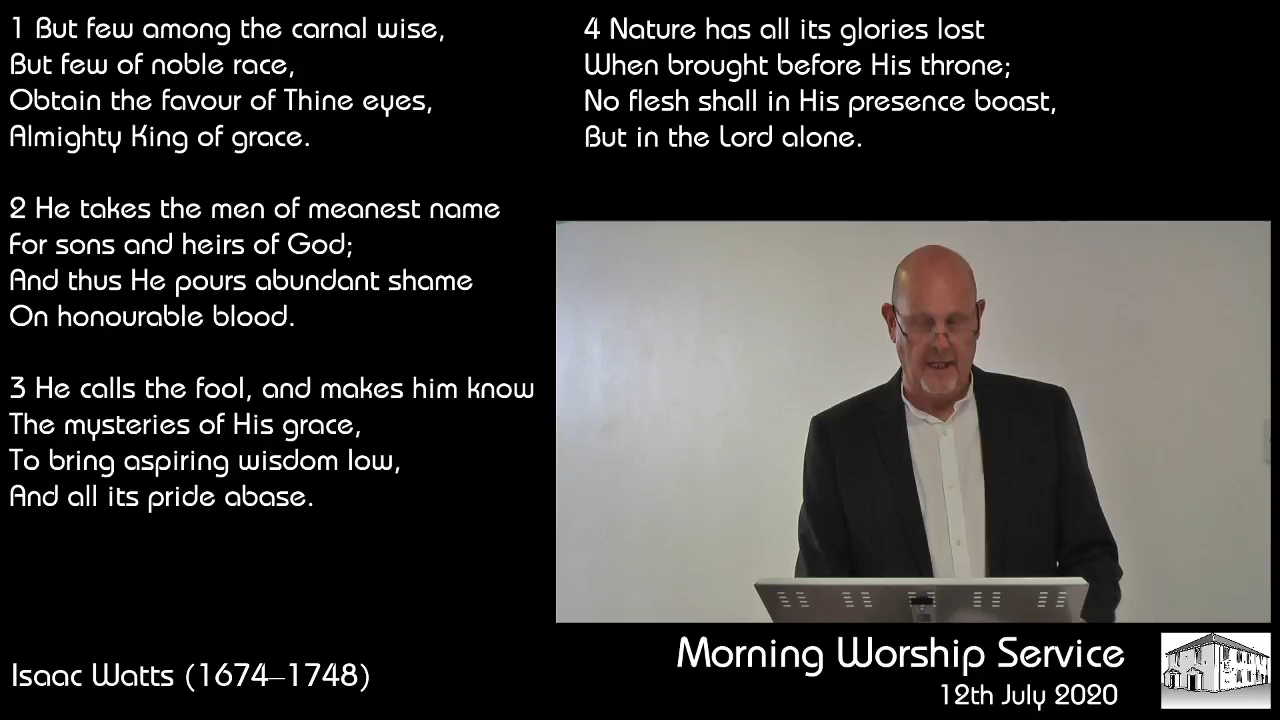 1 But few among the carnal wise,
But few of noble race,
Obtain the favour of Thine eyes,
Almighty King of grace.
2 He takes the men of meanest name
For sons and heirs of God;
And thus He pours abundant shame
On honourable blood.
3 He calls the fool, and makes him know
The mysteries of His grace,
To bring aspiring wisdom low,
And all its pride abase.
4 Nature has all its glories lost
When brought before His throne;
No flesh shall in His presence boast,
But in the Lord alone.
Isaac Watts (1674–1748)
Morning Worship Service
12th July 2020